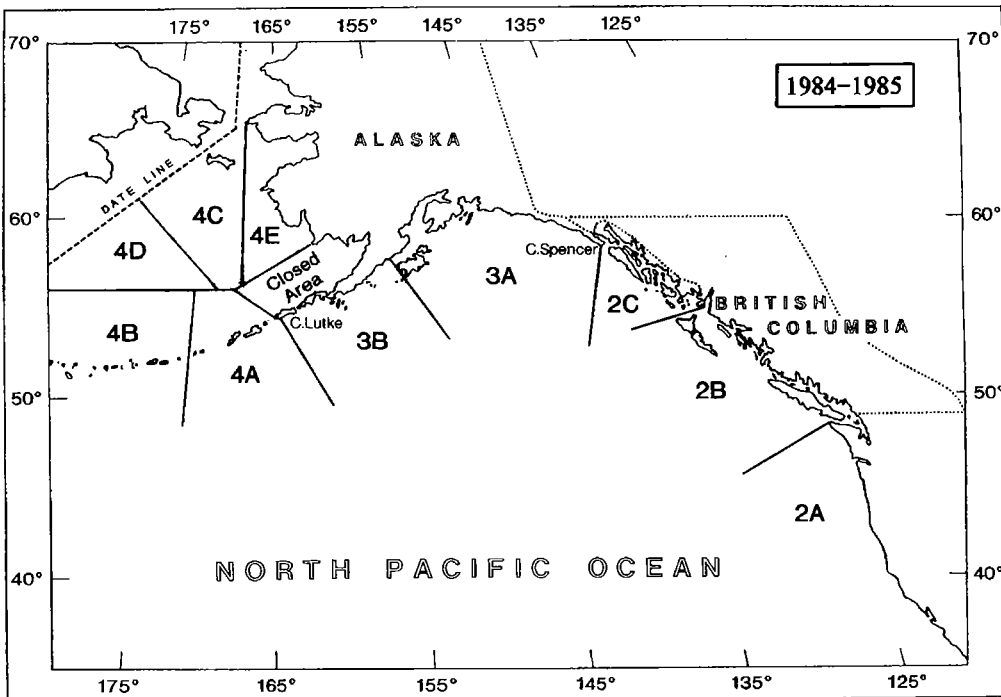 175° 165° 155° 145° 135° 125°
70° 70°
1984–1985
ALASKA
DATE LINE
4C
60° 60°
4D 4E
C.Spencer
Closed
Area
3A
2C
BRITISH
COLUMBIA
C.Lutke
4B 3B
4A
2B
50° 50°
2A
NORTH PACIFIC OCEAN
40° 40°
175° 165° 155° 145° 135° 125°